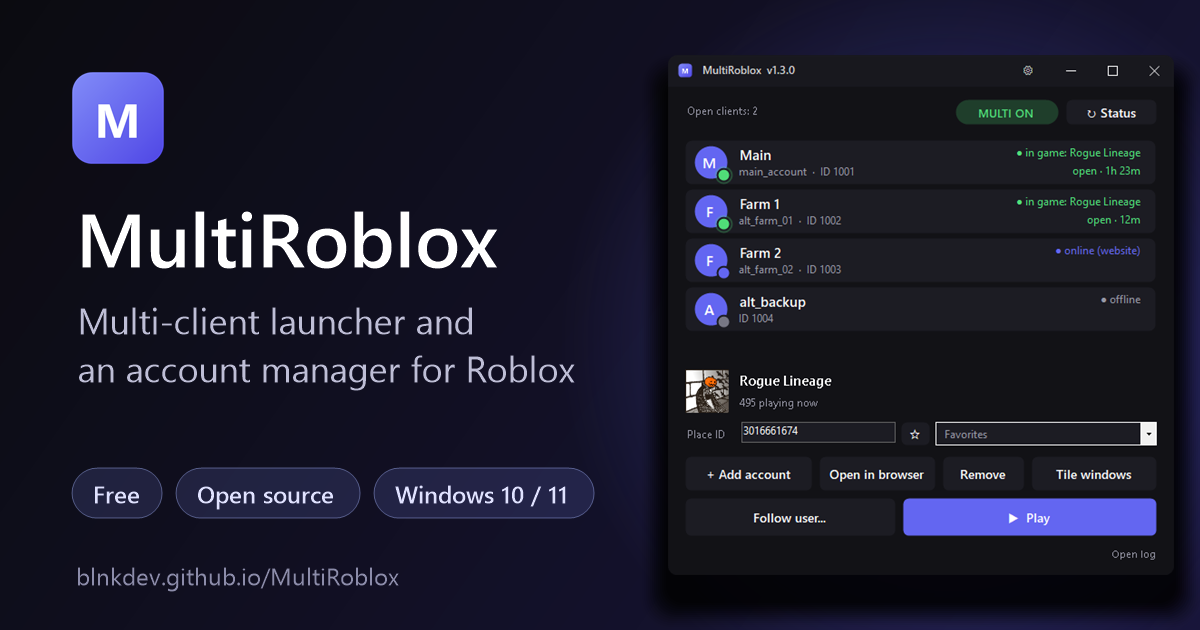 M
MultiRoblox
Multi-client launcher and
an account manager for Roblox
Free
Open source
Windows 10 / 11
blnkdev.github.io/MultiRoblox
M
MultiRoblox v1.3.0
Open clients: 2
MULTI ON
↻ Status
M
Main
main_account · ID 1001
● in game: Rogue Lineage
open · 1h 23m
F
Farm 1
alt_farm_01 · ID 1002
● in game: Rogue Lineage
open · 12m
F
Farm 2
alt_farm_02 · ID 1003
● online (website)
A
alt_backup
ID 1004
● offline
Rogue Lineage
495 playing now
Place ID
3016661674
☆
Favorites
+ Add account
Open in browser
Remove
Tile windows
Follow user...
▶ Play
Open log